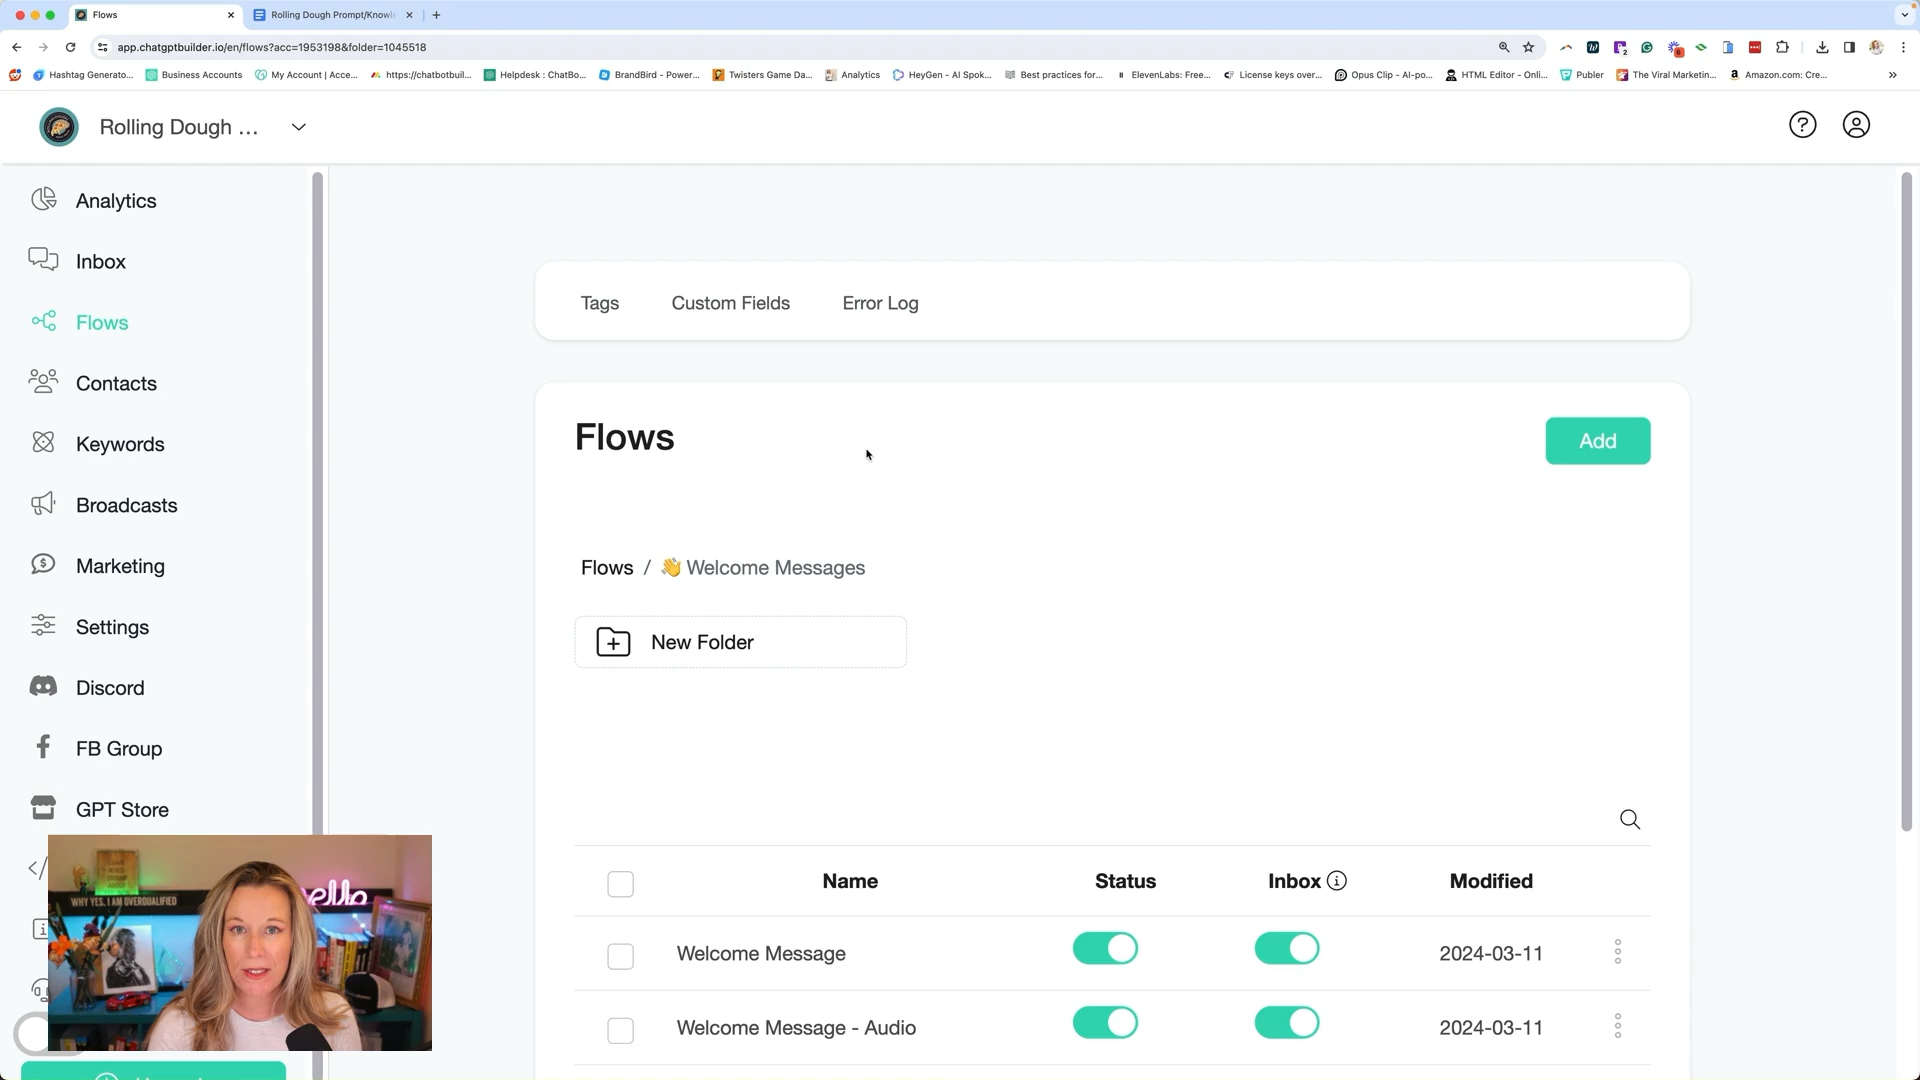 Flows
Rolling Dough Prompt/Knowl
app.chatgptbuilder.io/en/flows?acc=1953198&folder=1045518
Hashtag Generato...
Business Accounts
My Account | Acce...
https://chatbotbuil...
Helpdesk : ChatBo...
BrandBird - Power...
Twisters Game Da...
Analytics
HeyGen - AI Spok...
Best practices for...
ElevenLabs: Free...
License keys over...
Opus Clip - AI-po...
HTML Editor - Onli...
Publer
The Viral Marketin...
Amazon.com: Cre...
Rolling Dough ...
Analytics
Inbox
Flows
Contacts
Keywords
Broadcasts
Marketing
Settings
Discord
FB Group
GPT Store
Tags
Custom Fields
Error Log
Flows
Add
Flows / 👋 Welcome Messages
New Folder
Name Status Inbox Modified
Welcome Message 2024-03-11
Welcome Message - Audio 2024-03-11
WHY YES, I AM OVERQUALIFIED